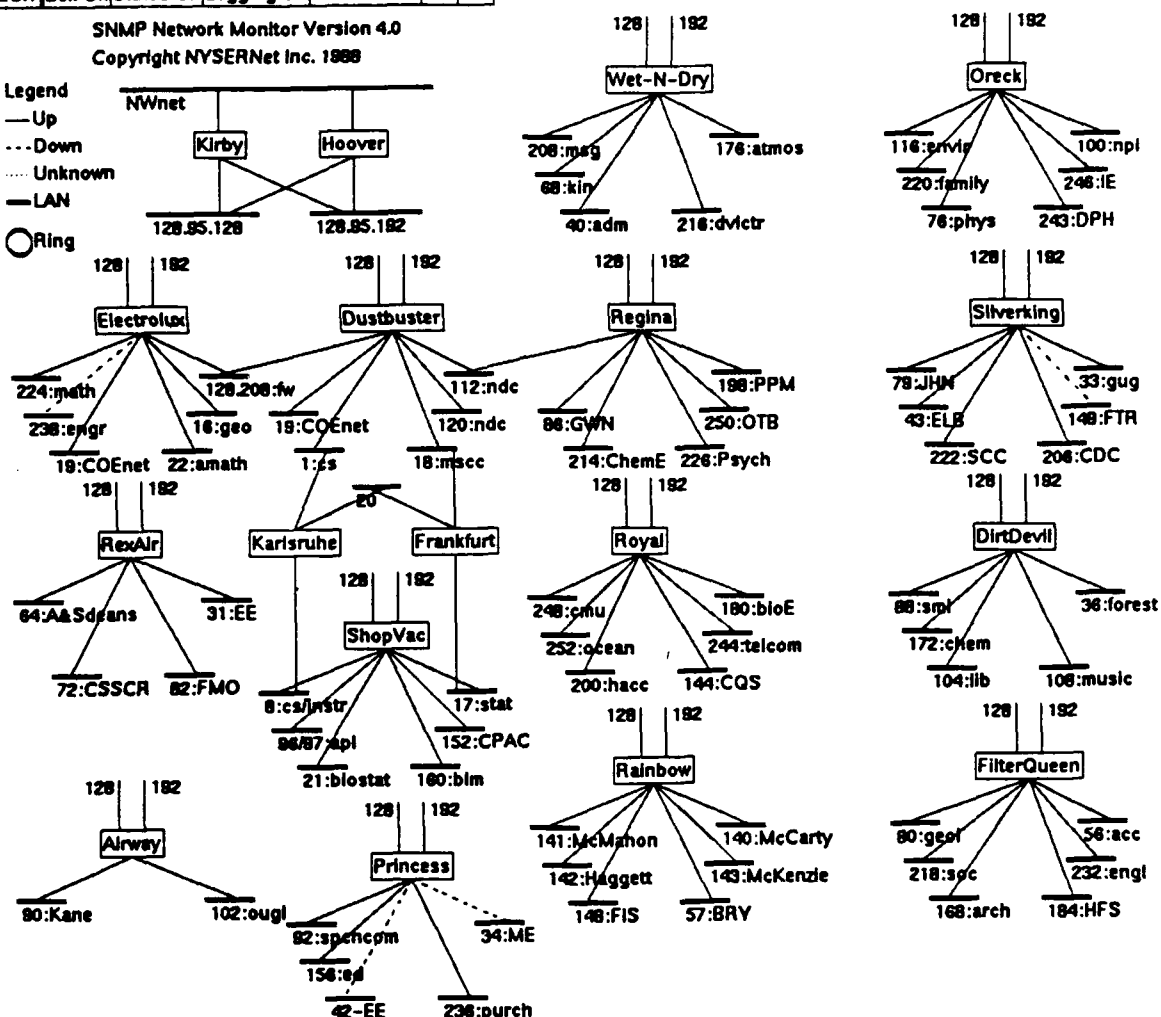 SNMP Network Monitor Version 4.0
Copyright NYSERNet Inc. 1988
Legend
Up
Down
Unknown
LAN
Ring
NWnet
Kirby
Hoover
128.95.128
128.95.192
128 192
Wet-N-Dry
208:msg
68:kin
40:adm
216:dvictr
176:atmos
128 192
Oreck
116:envir
220:family
76:phys
243:DPH
246:IE
100:npl
128 192
Electrolux
224:math
238:engr
19:COEnet
22:amath
16:geo
128.208:fw
128 192
Dustbuster
19:COEnet
1:cs
18:mscc
120:ndc
112:ndc
128 192
Regina
86:GWN
214:ChemE
226:Psych
250:OTB
198:PPM
128 192
Silverking
79:JHN
43:ELB
222:SCC
206:CDC
149:FTR
33:gug
128 192
RexAir
64:A&Sdeans
72:CSSCR
82:FMO
31:EE
20
Karlsruhe
Frankfurt
128 192
ShopVac
8:cs/instr
96/97:apl
21:biostat
160:bim
152:CPAC
17:stat
128 192
Royal
248:cmu
252:ocean
200:hacc
144:CQS
244:telcom
180:bioE
128 192
DirtDevil
88:sml
172:chem
104:lib
108:music
36:forest
128 192
Airway
90:Kane
102:ougl
128 192
Princess
92:spchcom
156:ed
42-EE
236:purch
34:ME
128 192
Rainbow
141:McMahon
142:Haggett
148:FIS
57:BRY
143:McKenzie
140:McCarty
128 192
FilterQueen
80:geol
218:soc
168:arch
184:HFS
232:engl
56:acc